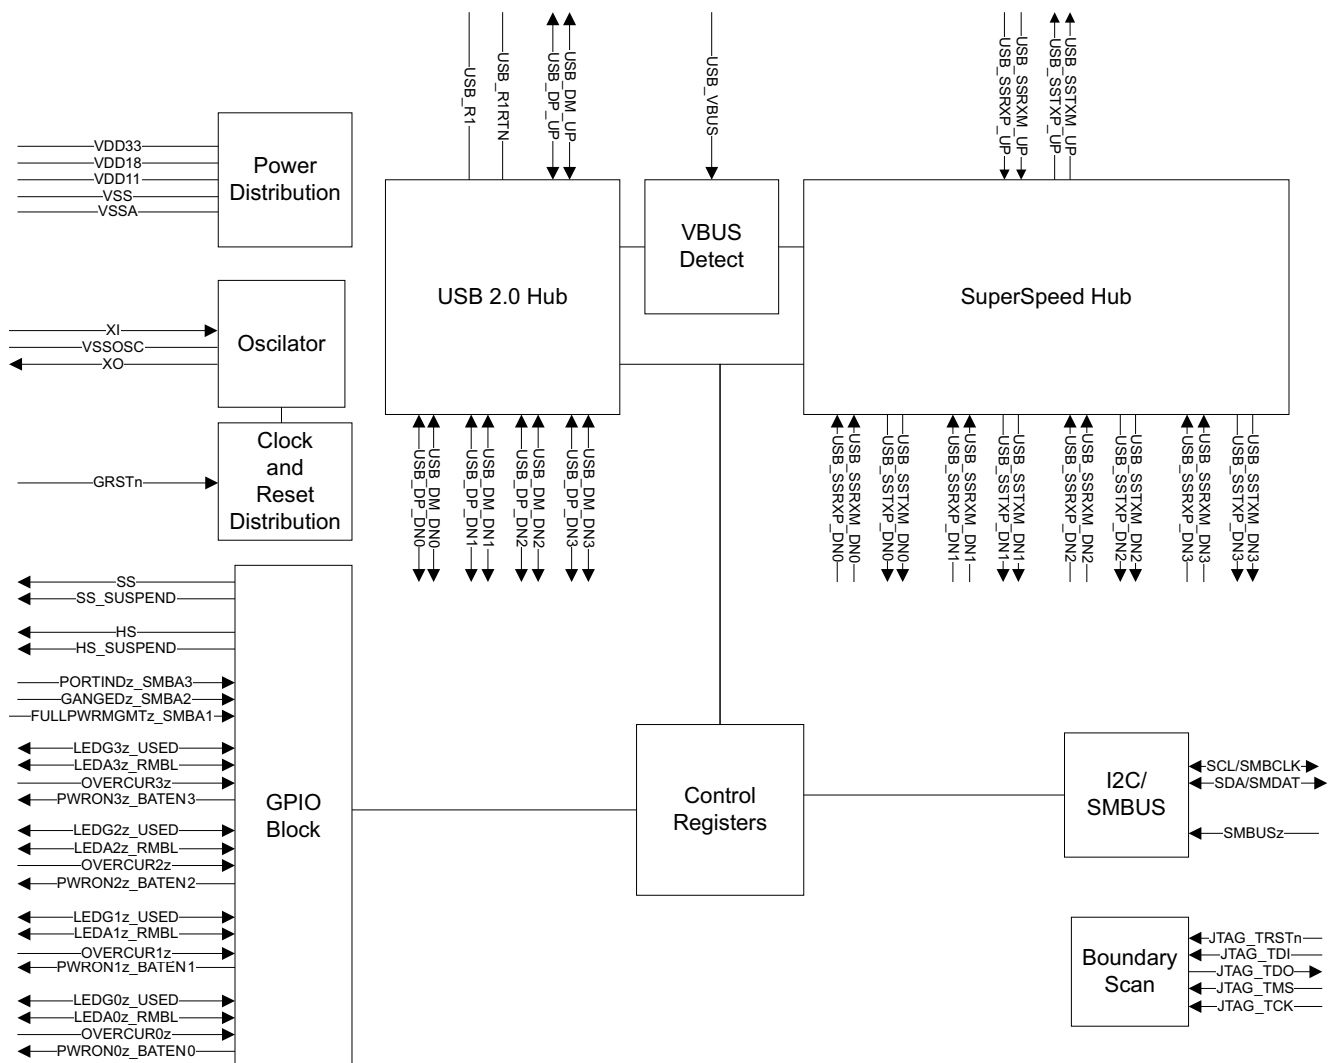 USB_R1
USB_R1RTN
USB_DP_UP
USB_DM_UP
USB_VBUS
USB_SSRXP_UP
USB_SSRXM_UP
USB_SSTXP_UP
USB_SSTXM_UP
VDD33
VDD18
VDD11
VSS
VSSA
Power
Distribution
USB 2.0 Hub
VBUS
Detect
SuperSpeed Hub
XI
VSSOSC
XO
Oscilator
GRSTn
Clock
and
Reset
Distribution
USB_DP_DN0
USB_DM_DN0
USB_DP_DN1
USB_DM_DN1
USB_DP_DN2
USB_DM_DN2
USB_DP_DN3
USB_DM_DN3
USB_SSRXP_DN0
USB_SSRXM_DN0
USB_SSTXP_DN0
USB_SSTXM_DN0
USB_SSRXP_DN1
USB_SSRXM_DN1
USB_SSTXP_DN1
USB_SSTXM_DN1
USB_SSRXP_DN2
USB_SSRXM_DN2
USB_SSTXP_DN2
USB_SSTXM_DN2
USB_SSRXP_DN3
USB_SSRXM_DN3
USB_SSTXP_DN3
USB_SSTXM_DN3
SS
SS_SUSPEND
HS
HS_SUSPEND
PORTINDz_SMBA3
GANGEDz_SMBA2
FULLPWRMGMTz_SMBA1
LEDG3z_USED
LEDA3z_RMBL
OVERCUR3z
PWRON3z_BATEN3
LEDG2z_USED
LEDA2z_RMBL
OVERCUR2z
PWRON2z_BATEN2
LEDG1z_USED
LEDA1z_RMBL
OVERCUR1z
PWRON1z_BATEN1
LEDG0z_USED
LEDA0z_RMBL
OVERCUR0z
PWRON0z_BATEN0
GPIO
Block
Control
Registers
I2C/
SMBUS
SCL/SMBCLK
SDA/SMDAT
SMBUSz
Boundary
Scan
JTAG_TRSTn
JTAG_TDI
JTAG_TDO
JTAG_TMS
JTAG_TCK